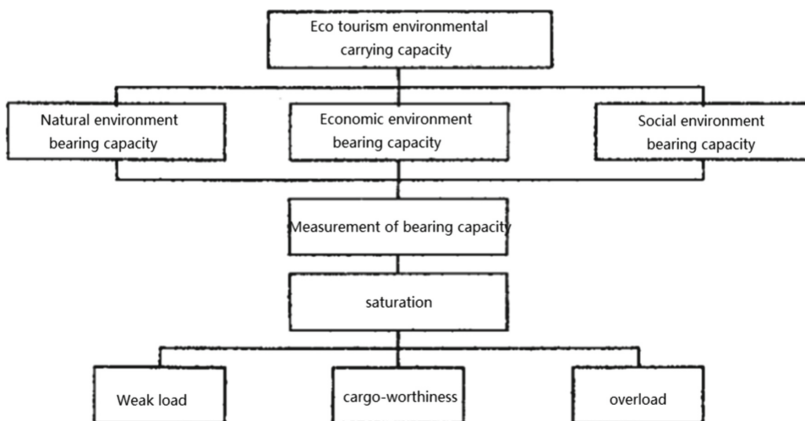 Eco tourism environmental
carrying capacity
Natural environment
bearing capacity
Economic environment
bearing capacity
Social environment
bearing capacity
Measurement of bearing capacity
saturation
Weak load
cargo-worthiness
overload